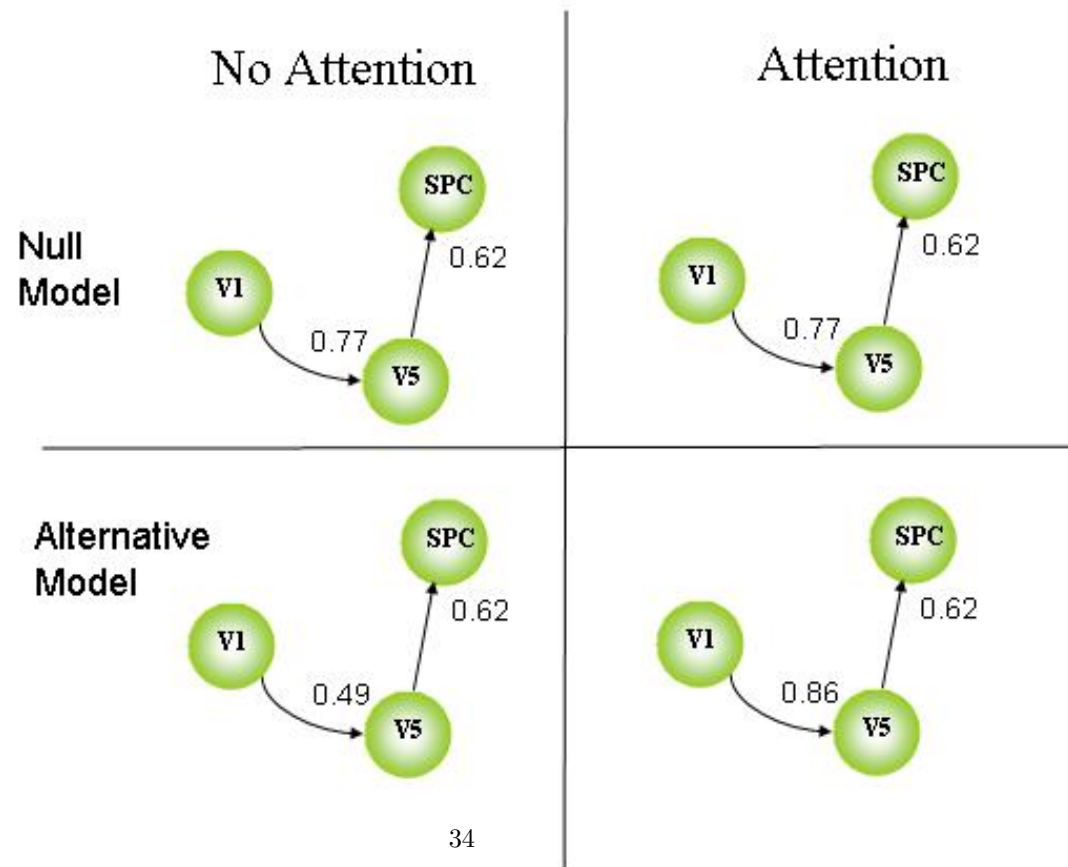 No Attention
Attention
Null
Model
SPC
0.62
V1
0.77
V5
SPC
0.62
V1
0.77
V5
Alternative
Model
SPC
0.62
V1
0.49
V5
SPC
0.62
V1
0.86
V5
34